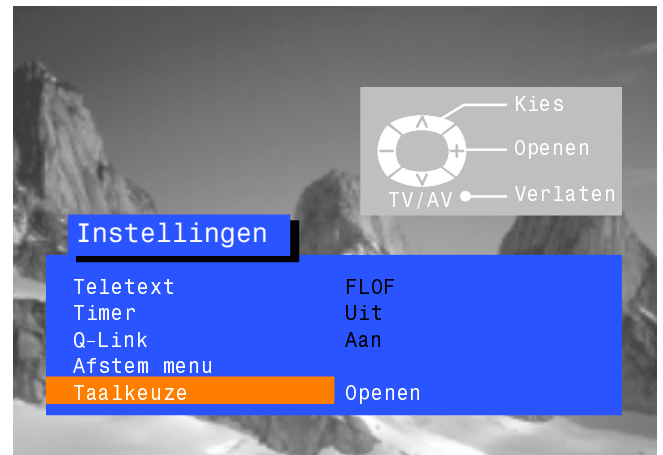 Kies
Openen
TV/AV Verlaten
Instellingen
Teletext FLOF
Timer Uit
Q-Link Aan
Afstem menu
Taalkeuze Openen